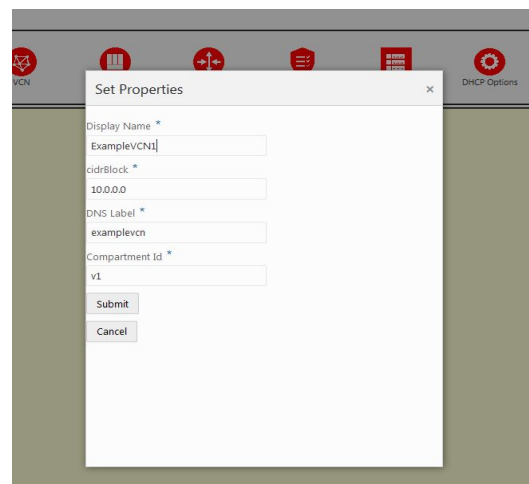 VCN
DHCP Options
Set Properties ×
Display Name *
ExampleVCN1
cidrBlock *
10.0.0.0
DNS Label *
examplevcn
Compartment Id *
v1
Submit
Cancel